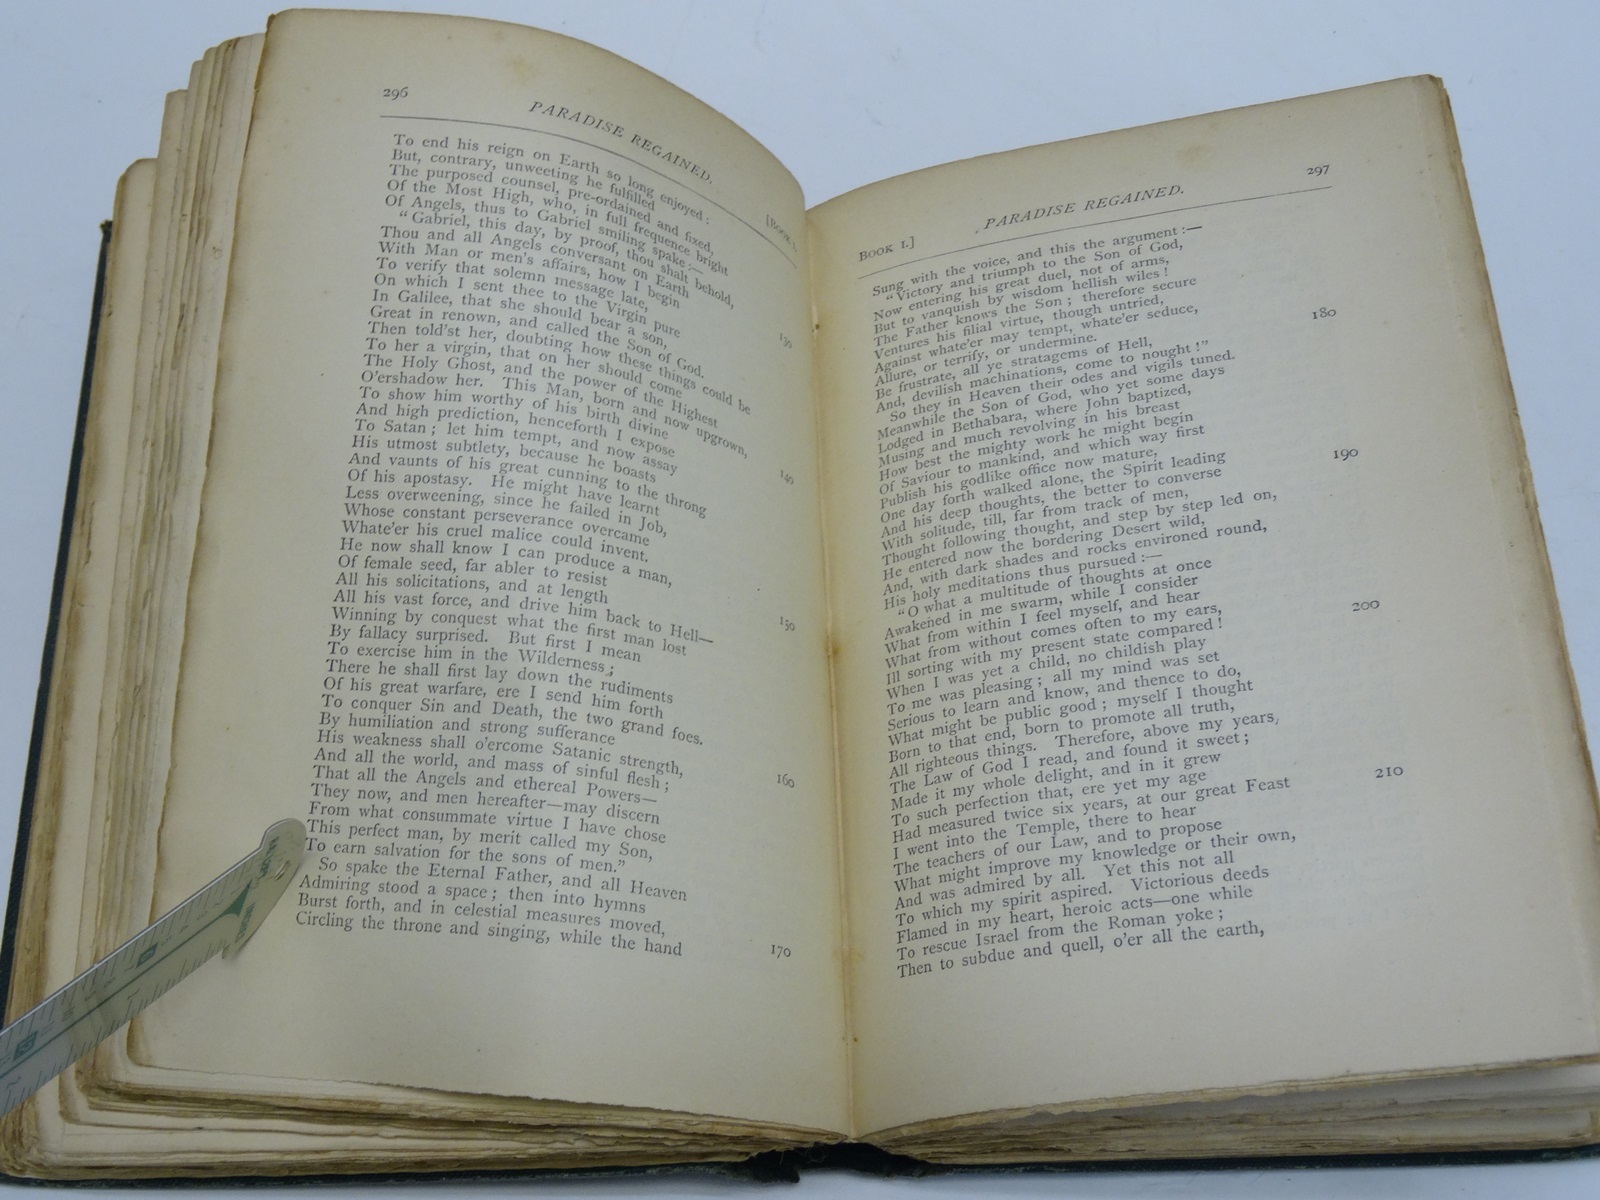 296
PARADISE REGAINED.
[BOOK I.
To end his reign on Earth so long enjoyed:
But, contrary, unweeting he fulfilled
The purposed counsel, pre-ordained and fixed,
Of the Most High, who, in full frequence bright
Of Angels, thus to Gabriel smiling spake:—
“Gabriel, this day, by proof, thou shalt behold,
Thou and all Angels conversant on Earth 130
With Man or men's affairs, how I begin
To verify that solemn message late,
On which I sent thee to the Virgin pure
In Galilee, that she should bear a son,
Great in renown, and called the Son of God.
Then told'st her, doubting how these things could be
To her a virgin, that on her should come
The Holy Ghost, and the power of the Highest
O'ershadow her. This Man, born and now upgrown,
To show him worthy of his birth divine 140
And high prediction, henceforth I expose
To Satan; let him tempt, and now assay
His utmost subtlety, because he boasts
And vaunts of his great cunning to the throng
Of his apostasy. He might have learnt
Less overweening, since he failed in Job,
Whose constant perseverance overcame
Whate'er his cruel malice could invent.
He now shall know I can produce a man,
Of female seed, far abler to resist 150
All his solicitations, and at length
All his vast force, and drive him back to Hell—
Winning by conquest what the first man lost
By fallacy surprised. But first I mean
To exercise him in the Wilderness;
There he shall first lay down the rudiments
Of his great warfare, ere I send him forth
To conquer Sin and Death, the two grand foes.
By humiliation and strong sufferance 160
His weakness shall o'ercome Satanic strength,
And all the world, and mass of sinful flesh;
That all the Angels and ethereal Powers—
They now, and men hereafter—may discern
From what consummate virtue I have chose
This perfect man, by merit called my Son,
To earn salvation for the sons of men.”
So spake the Eternal Father, and all Heaven
Admiring stood a space; then into hymns
Burst forth, and in celestial measures moved,
Circling the throne and singing, while the hand 170
BOOK I.]
PARADISE REGAINED.
297
Sung with the voice, and this the argument:—
“Victory and triumph to the Son of God,
Now entering his great duel, not of arms,
But to vanquish by wisdom hellish wiles!
The Father knows the Son; therefore secure
Ventures his filial virtue, though untried,
Against whate'er may tempt, whate'er seduce,
Allure, or terrify, or undermine.
Be frustrate, all ye stratagems of Hell, 180
And, devilish machinations, come to nought!”
So they in Heaven their odes and vigils tuned.
Meanwhile the Son of God, who yet some days
Lodged in Bethabara, where John baptized,
Musing and much revolving in his breast
How best the mighty work he might begin
Of Saviour to mankind, and which way first
Publish his godlike office now mature,
One day forth walked alone, the Spirit leading
And his deep thoughts, the better to converse 190
With solitude, till, far from track of men,
Thought following thought, and step by step led on,
He entered now the bordering Desert wild,
And, with dark shades and rocks environed round,
His holy meditations thus pursued:—
“O what a multitude of thoughts at once
Awakened in me swarm, while I consider
What from within I feel myself, and hear
What from without comes often to my ears,
Ill sorting with my present state compared! 200
When I was yet a child, no childish play
To me was pleasing; all my mind was set
Serious to learn and know, and thence to do,
What might be public good; myself I thought
Born to that end, born to promote all truth,
All righteous things. Therefore, above my years,
The Law of God I read, and found it sweet;
Made it my whole delight, and in it grew
To such perfection that, ere yet my age
Had measured twice six years, at our great Feast 210
I went into the Temple, there to hear
The teachers of our Law, and to propose
What might improve my knowledge or their own,
And was admired by all. Yet this not all
To which my spirit aspired. Victorious deeds
Flamed in my heart, heroic acts—one while
To rescue Israel from the Roman yoke;
Then to subdue and quell, o'er all the earth,